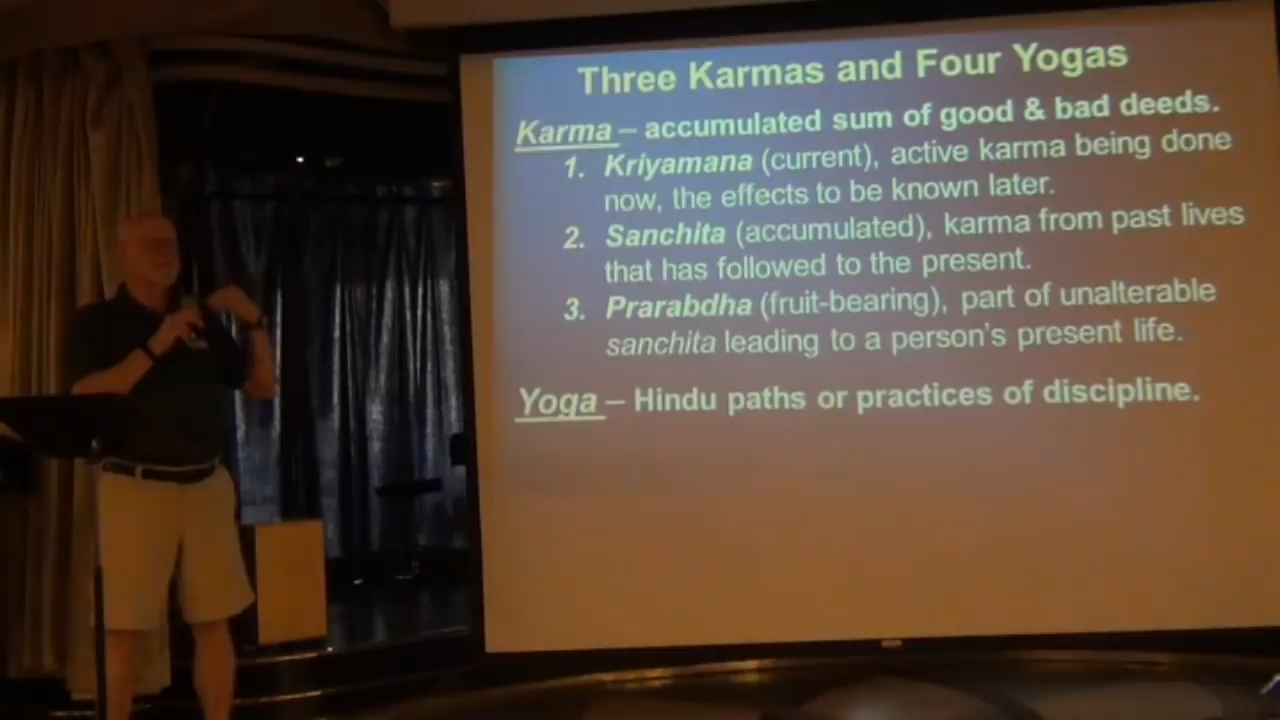 Three Karmas and Four Yogas
Karma – accumulated sum of good & bad deeds.
1. Kriyamana (current), active karma being done
now, the effects to be known later.
2. Sanchita (accumulated), karma from past lives
that has followed to the present.
3. Prarabdha (fruit-bearing), part of unalterable
sanchita leading to a person's present life.
Yoga – Hindu paths or practices of discipline.